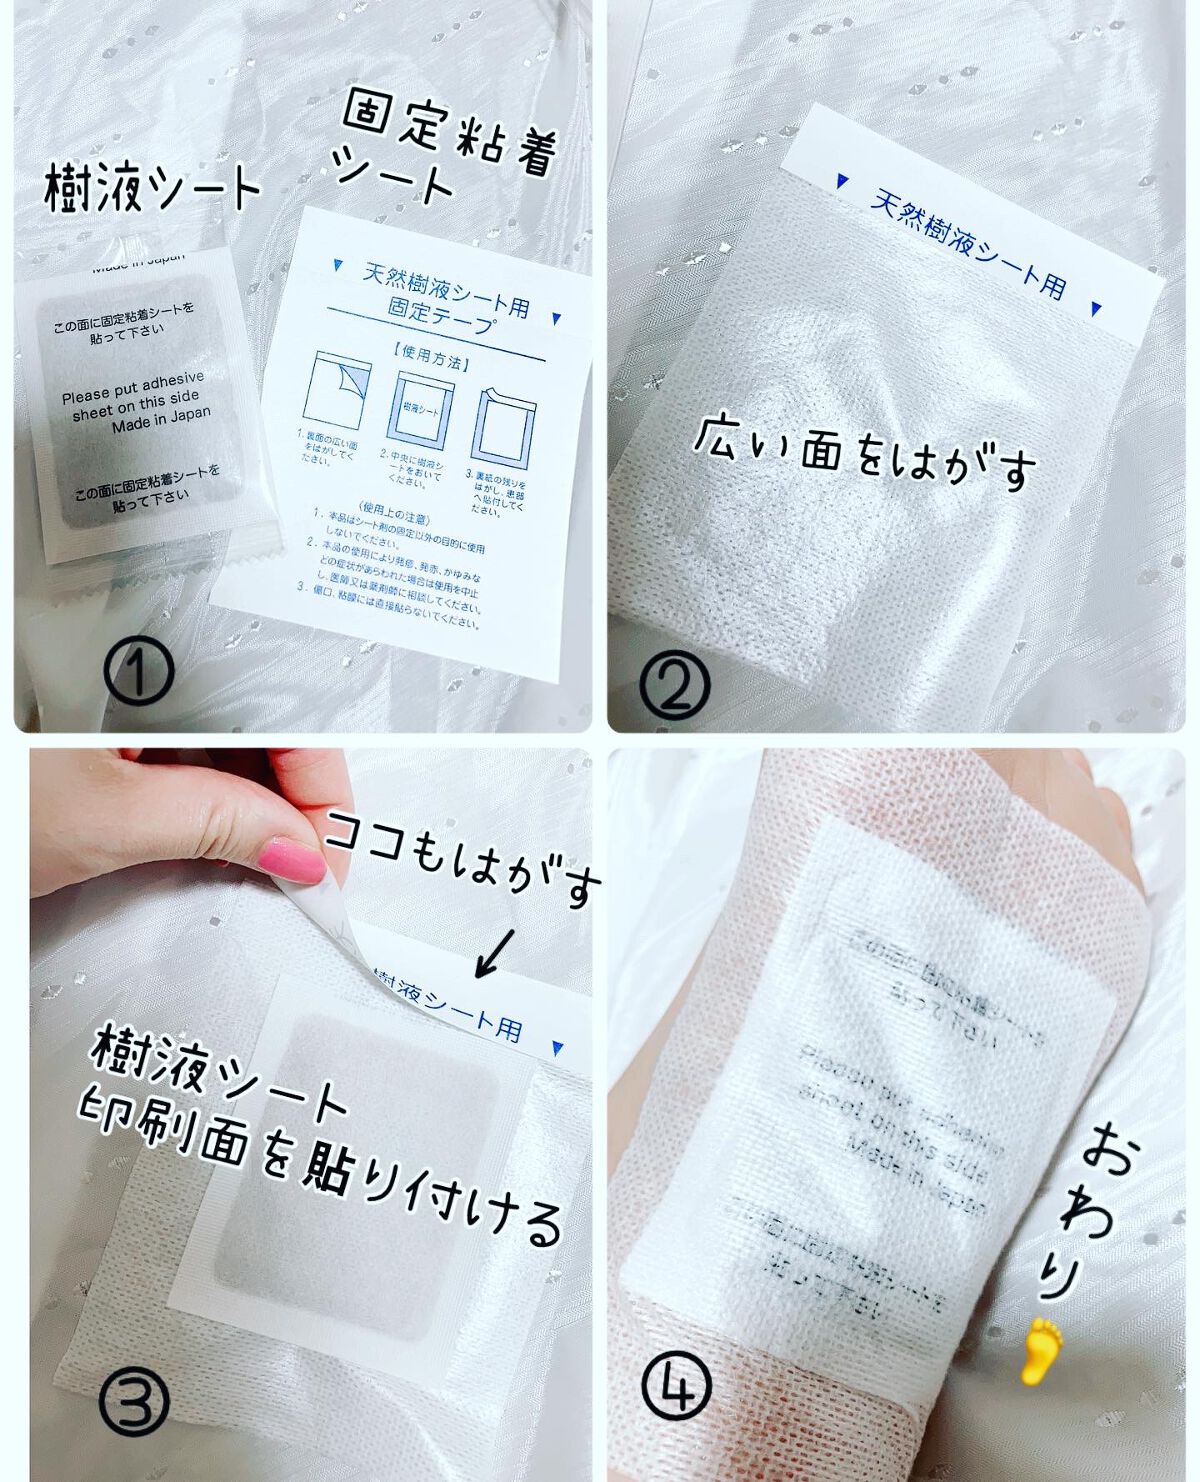 樹液シート
固定粘着
シート
Made in Japan
この面に固定粘着シートを
貼って下さい
Please put adhesive
sheet on this side
Made in Japan
この面に固定粘着シートを
貼って下さい
天然樹液シート用
固定テープ
【使用方法】
樹液シート
1.裏面の広い面
をはがしてく
ださい。
2.中央に樹液シ
ートをおいて
ください。
3.裏紙の残りを
はがし、患部
へ貼付してく
ださい。
〈使用上の注意〉
1.本品はシート剤の固定以外の目的に使用
しないでください。
2.本品の使用により発疹、発赤、かゆみな
どの症状があらわれた場合は使用を中止
し、医師又は薬剤師に相談してください。
3.傷口、粘膜には直接貼らないでください。
①
天然樹液シート用
広い面をはがす
②
ココもはがす
樹液シート用
樹液シート
印刷面を貼り付ける
③
sheet on this side
Made in Japan
おわり
④